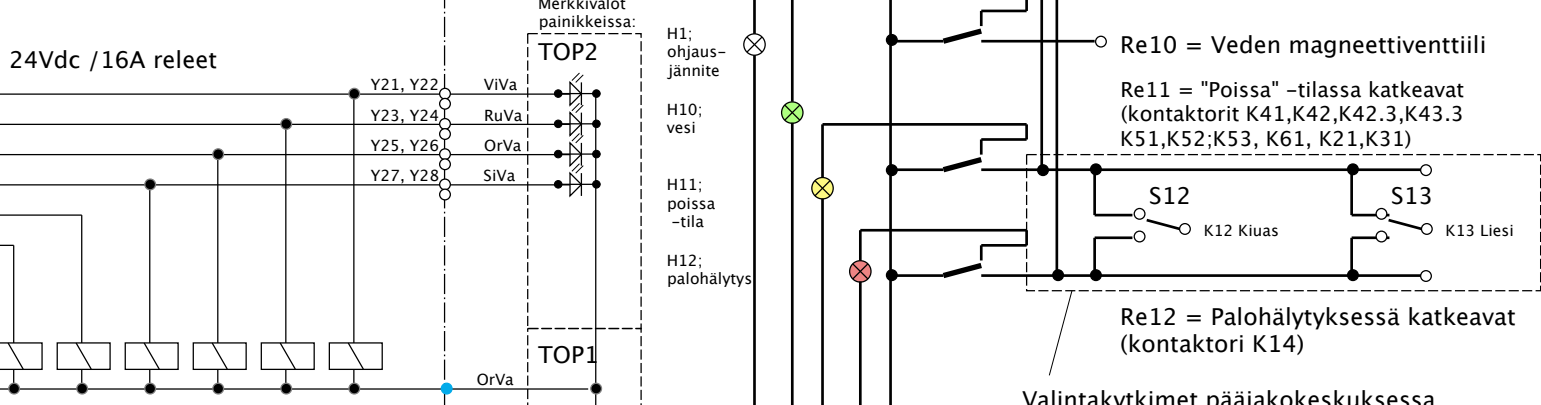 Merkkivalot
painikkeissa:
24Vdc /16A releet
TOP2
Y21, Y22
ViVa
Y23, Y24
RuVa
Y25, Y26
OrVa
Y27, Y28
SiVa
TOP1
OrVa
H1;
ohjaus-
jännite
H10;
vesi
H11;
poissa
-tila
H12;
palohälytys
Re10 = Veden magneettiventtiili
Re11 = "Poissa" -tilassa katkeavat
(kontaktorit K41,K42,K42.3,K43.3
K51,K52;K53, K61, K21,K31)
S12
K12 Kiuas
S13
K13 Liesi
Re12 = Palohälytyksessä katkeavat
(kontaktori K14)
Valintakytkimet pääjakokeskuksessa